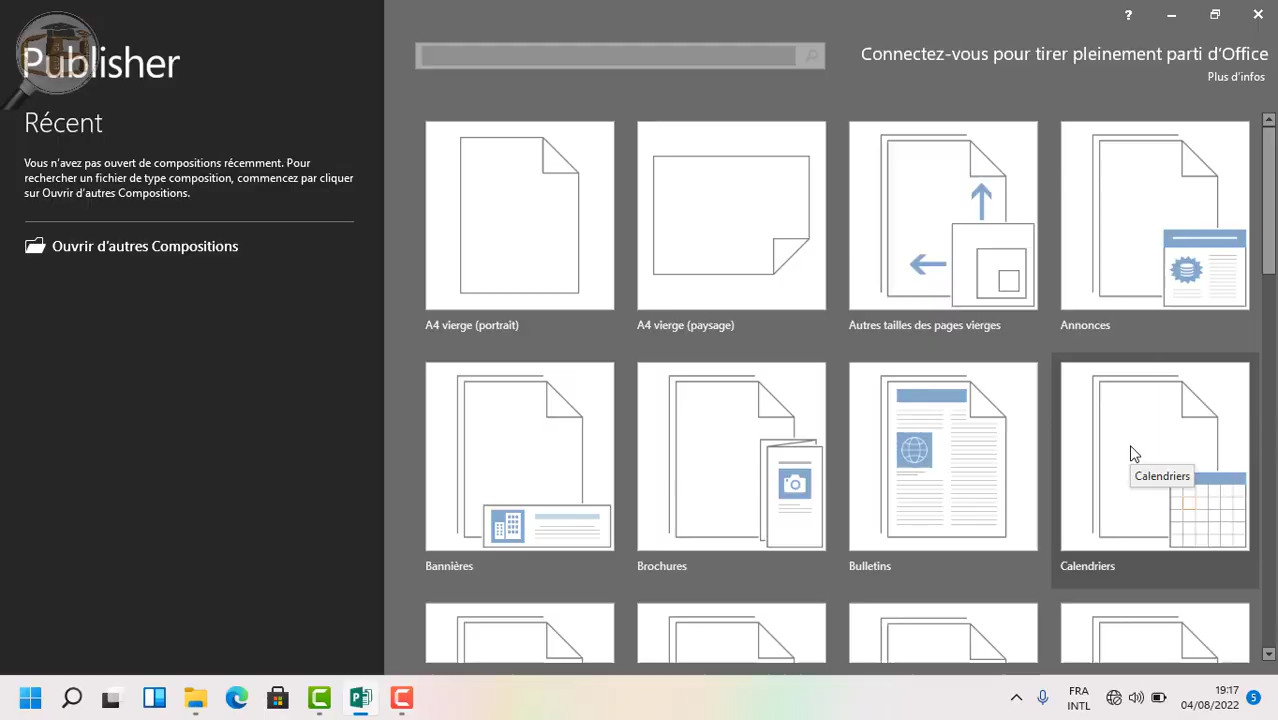 Publisher
Connectez-vous pour tirer pleinement parti d'Office
Plus d'infos
Récent
Vous n'avez pas ouvert de compositions récemment. Pour
rechercher un fichier de type composition, commencez par cliquer
sur Ouvrir d'autres Compositions.
Ouvrir d'autres Compositions
A4 vierge (portrait)
A4 vierge (paysage)
Autres tailles des pages vierges
Annonces
Calendriers
Bannières
Brochures
Bulletins
Calendriers
FRA
INTL
19:17
04/08/2022
5